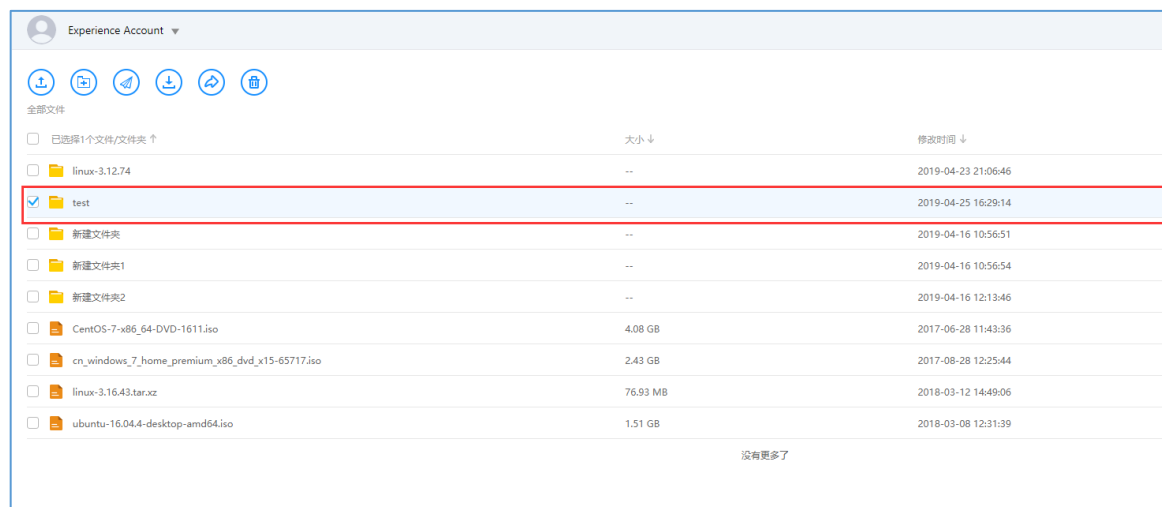 Experience Account
全部文件
已选择1个文件/文件夹 大小 修改时间
linux-3.12.74 -- 2019-04-23 21:06:46
test -- 2019-04-25 16:29:14
新建文件夹 -- 2019-04-16 10:56:51
新建文件夹1 -- 2019-04-16 10:56:54
新建文件夹2 -- 2019-04-16 12:13:46
CentOS-7-x86_64-DVD-1611.iso 4.08 GB 2017-06-28 11:43:36
cn_windows_7_home_premium_x86_dvd_x15-65717.iso 2.43 GB 2017-08-28 12:25:44
linux-3.16.43.tar.xz 76.93 MB 2018-03-12 14:49:06
ubuntu-16.04.4-desktop-amd64.iso 1.51 GB 2018-03-08 12:31:39
没有更多了